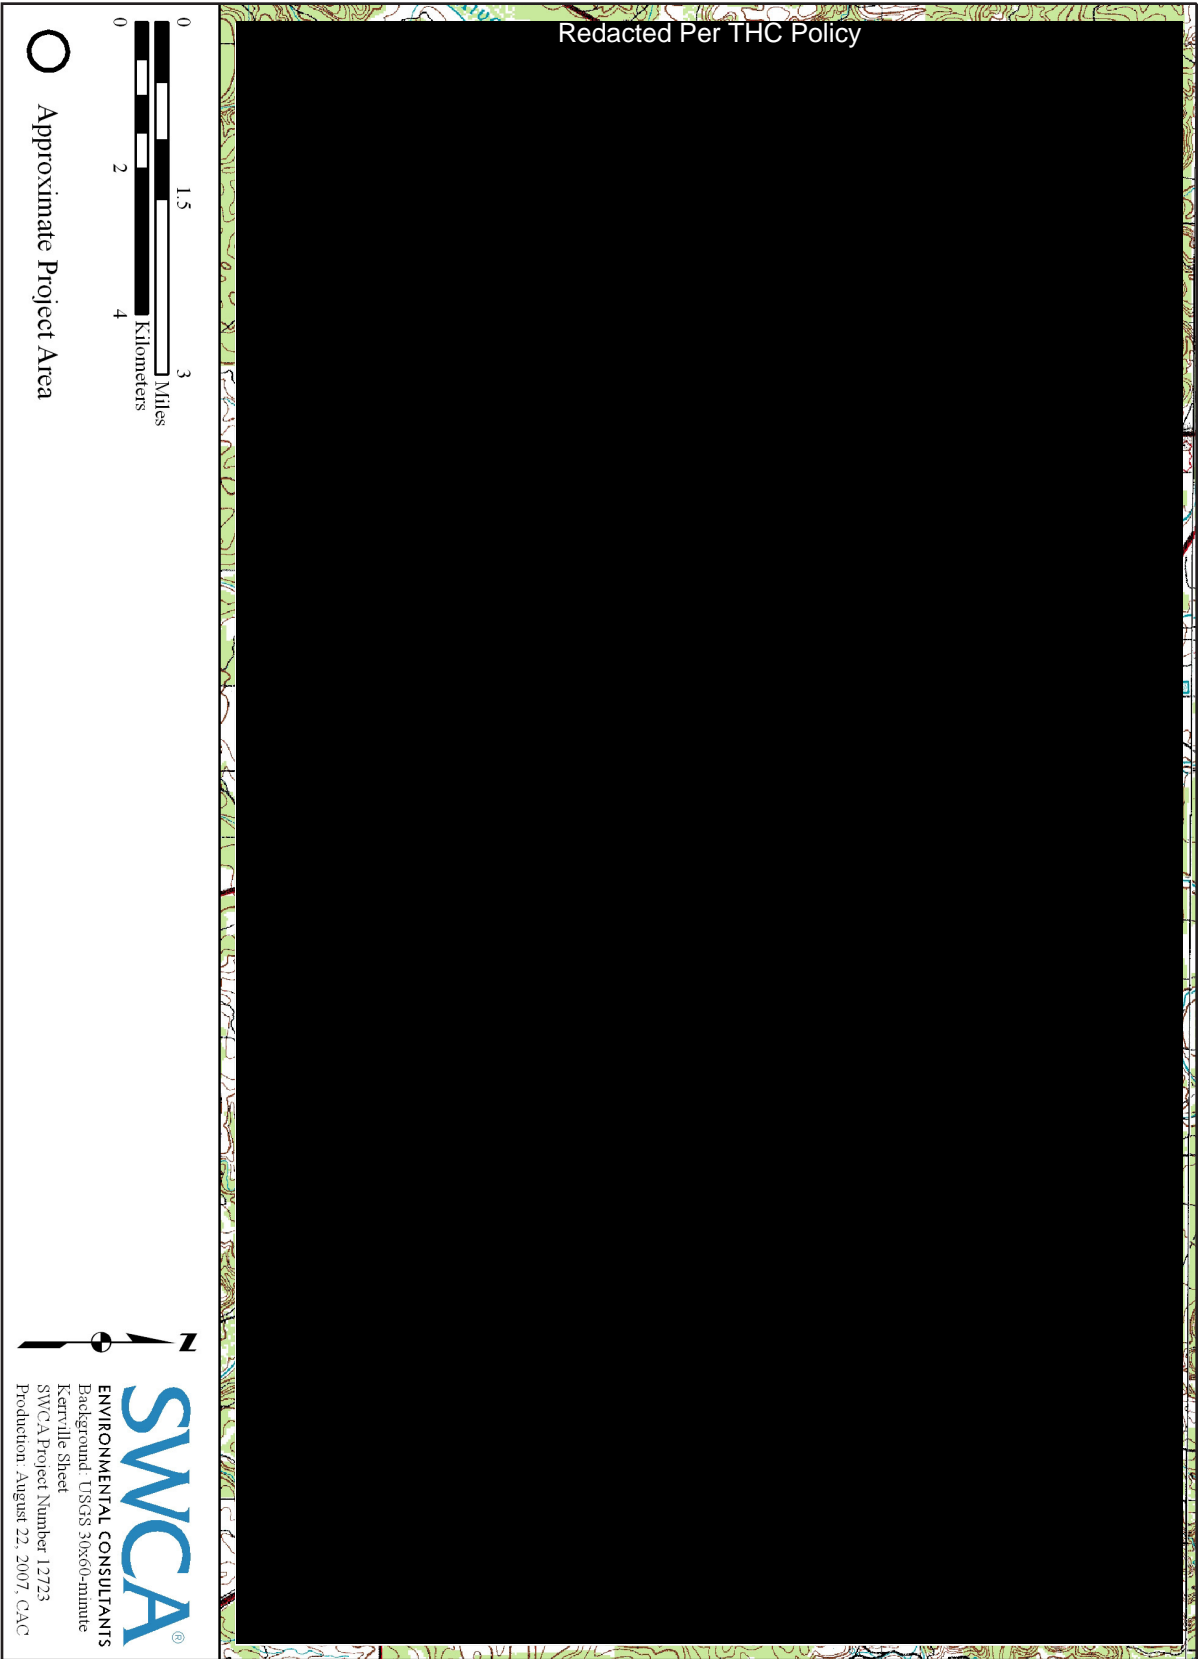 Redacted Per THC Policy
0 1.5 3
Miles
Kilometers
0 2 4
Approximate Project Area
N
SWCA®
ENVIRONMENTAL CONSULTANTS
Background: USGS 30x60-minute
Kerrville Sheet
SWCA Project Number 12723
Production: August 22, 2007, CAC